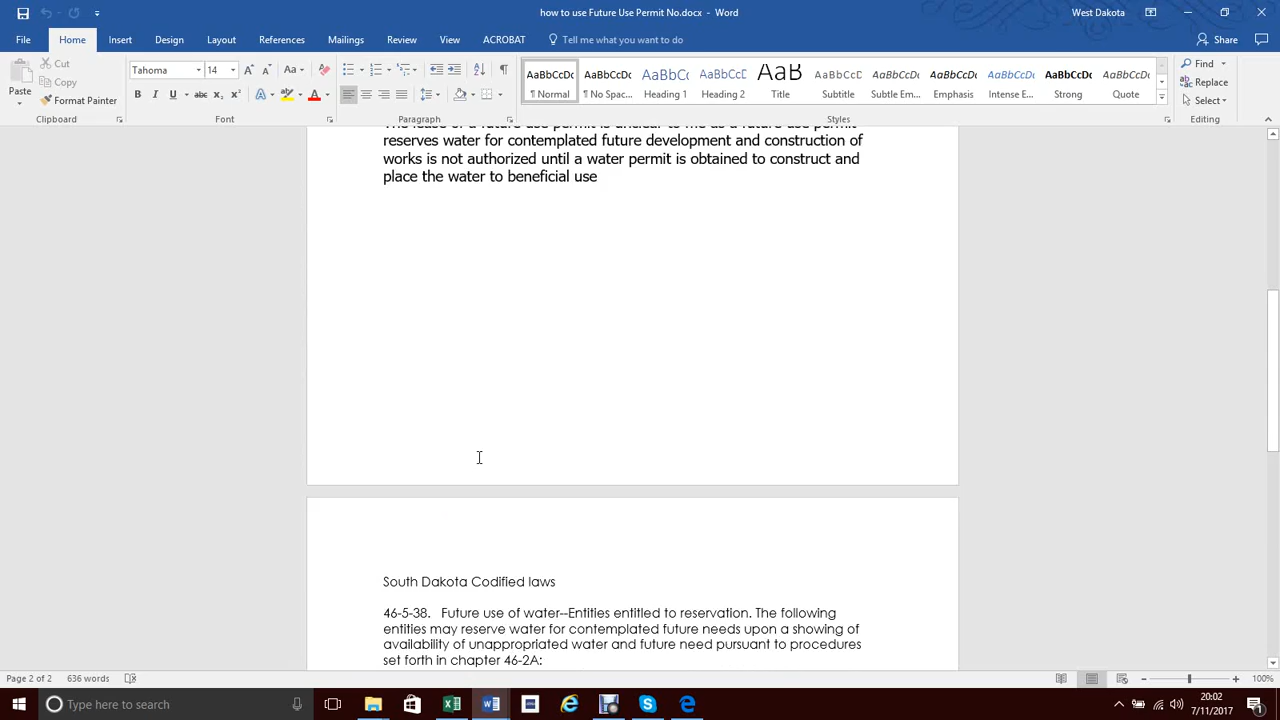 how to use Future Use Permit No.docx - Word
West Dakota
File Home Insert Design Layout References Mailings Review View ACROBAT Tell me what you want to do Share
Paste
Cut
Copy
Format Painter
Clipboard
Tahoma 14
Font
Paragraph
AaBbCcDc AaBbCcDc AaBbCc AaBbCcD AaB AaBbCcD AaBbCcDc AaBbCcDc AaBbCcDc AaBbCcDc AaBbCcDc
¶ Normal ¶ No Spac... Heading 1 Heading 2 Title Subtitle Subtle Em... Emphasis Intense E... Strong Quote
Styles
Find
Replace
Select
Editing
The lease of a future use permit is unclear to me as a future use permit
reserves water for contemplated future development and construction of
works is not authorized until a water permit is obtained to construct and
place the water to beneficial use
South Dakota Codified laws
46-5-38. Future use of water--Entities entitled to reservation. The following
entities may reserve water for contemplated future needs upon a showing of
availability of unappropriated water and future need pursuant to procedures
set forth in chapter 46-2A:
Page 2 of 2 636 words
100%
Type here to search
20:02
7/11/2017